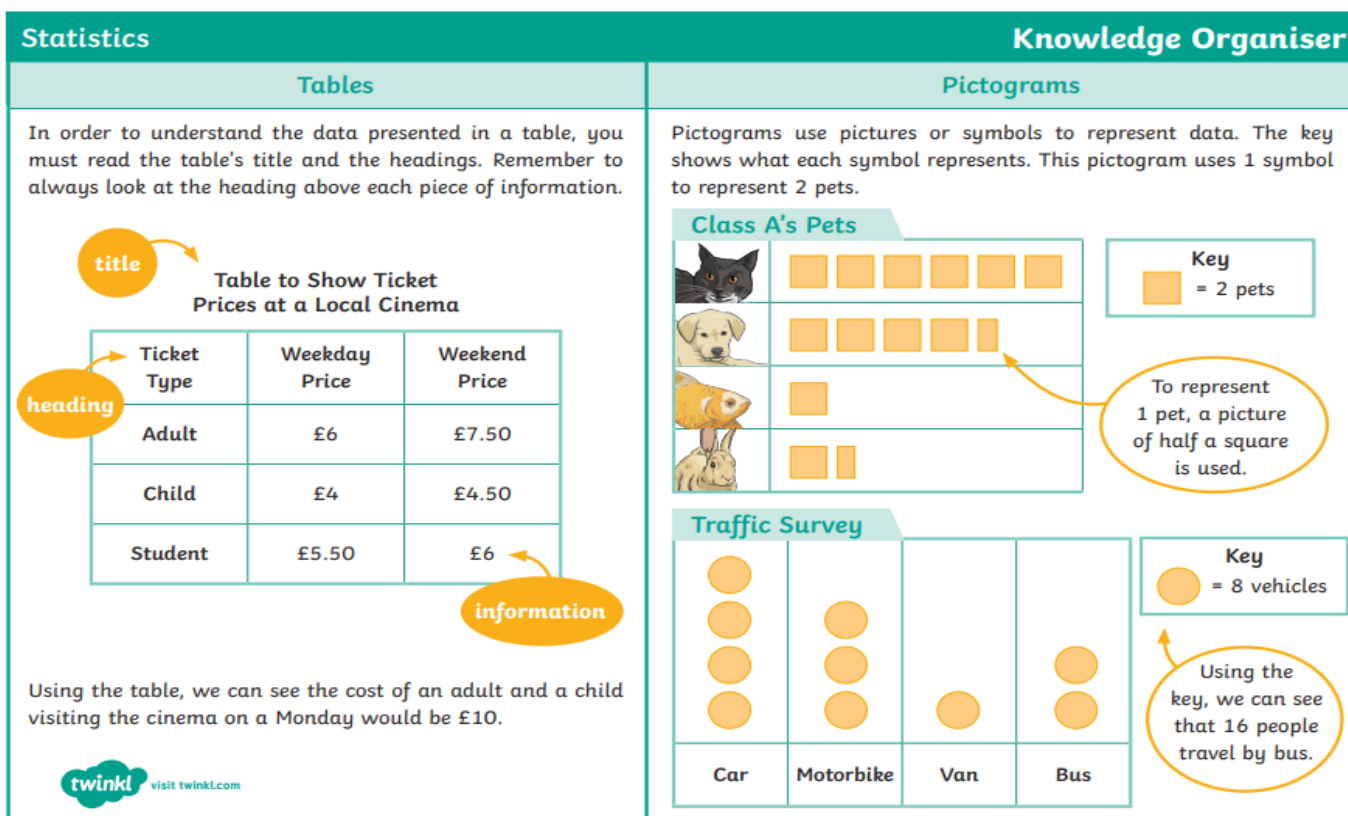 Statistics
Knowledge Organiser
Tables
In order to understand the data presented in a table, you
must read the table's title and the headings. Remember to
always look at the heading above each piece of information.
title
Table to Show Ticket
Prices at a Local Cinema
heading
Ticket Type Weekday Price Weekend Price
Adult £6 £7.50
Child £4 £4.50
Student £5.50 £6
information
Using the table, we can see the cost of an adult and a child
visiting the cinema on a Monday would be £10.
twinkl visit twinkl.com
Pictograms
Pictograms use pictures or symbols to represent data. The key
shows what each symbol represents. This pictogram uses 1 symbol
to represent 2 pets.
Class A's Pets
Key
= 2 pets
To represent
1 pet, a picture
of half a square
is used.
Traffic Survey
Key
= 8 vehicles
Using the
key, we can see
that 16 people
travel by bus.
Car Motorbike Van Bus